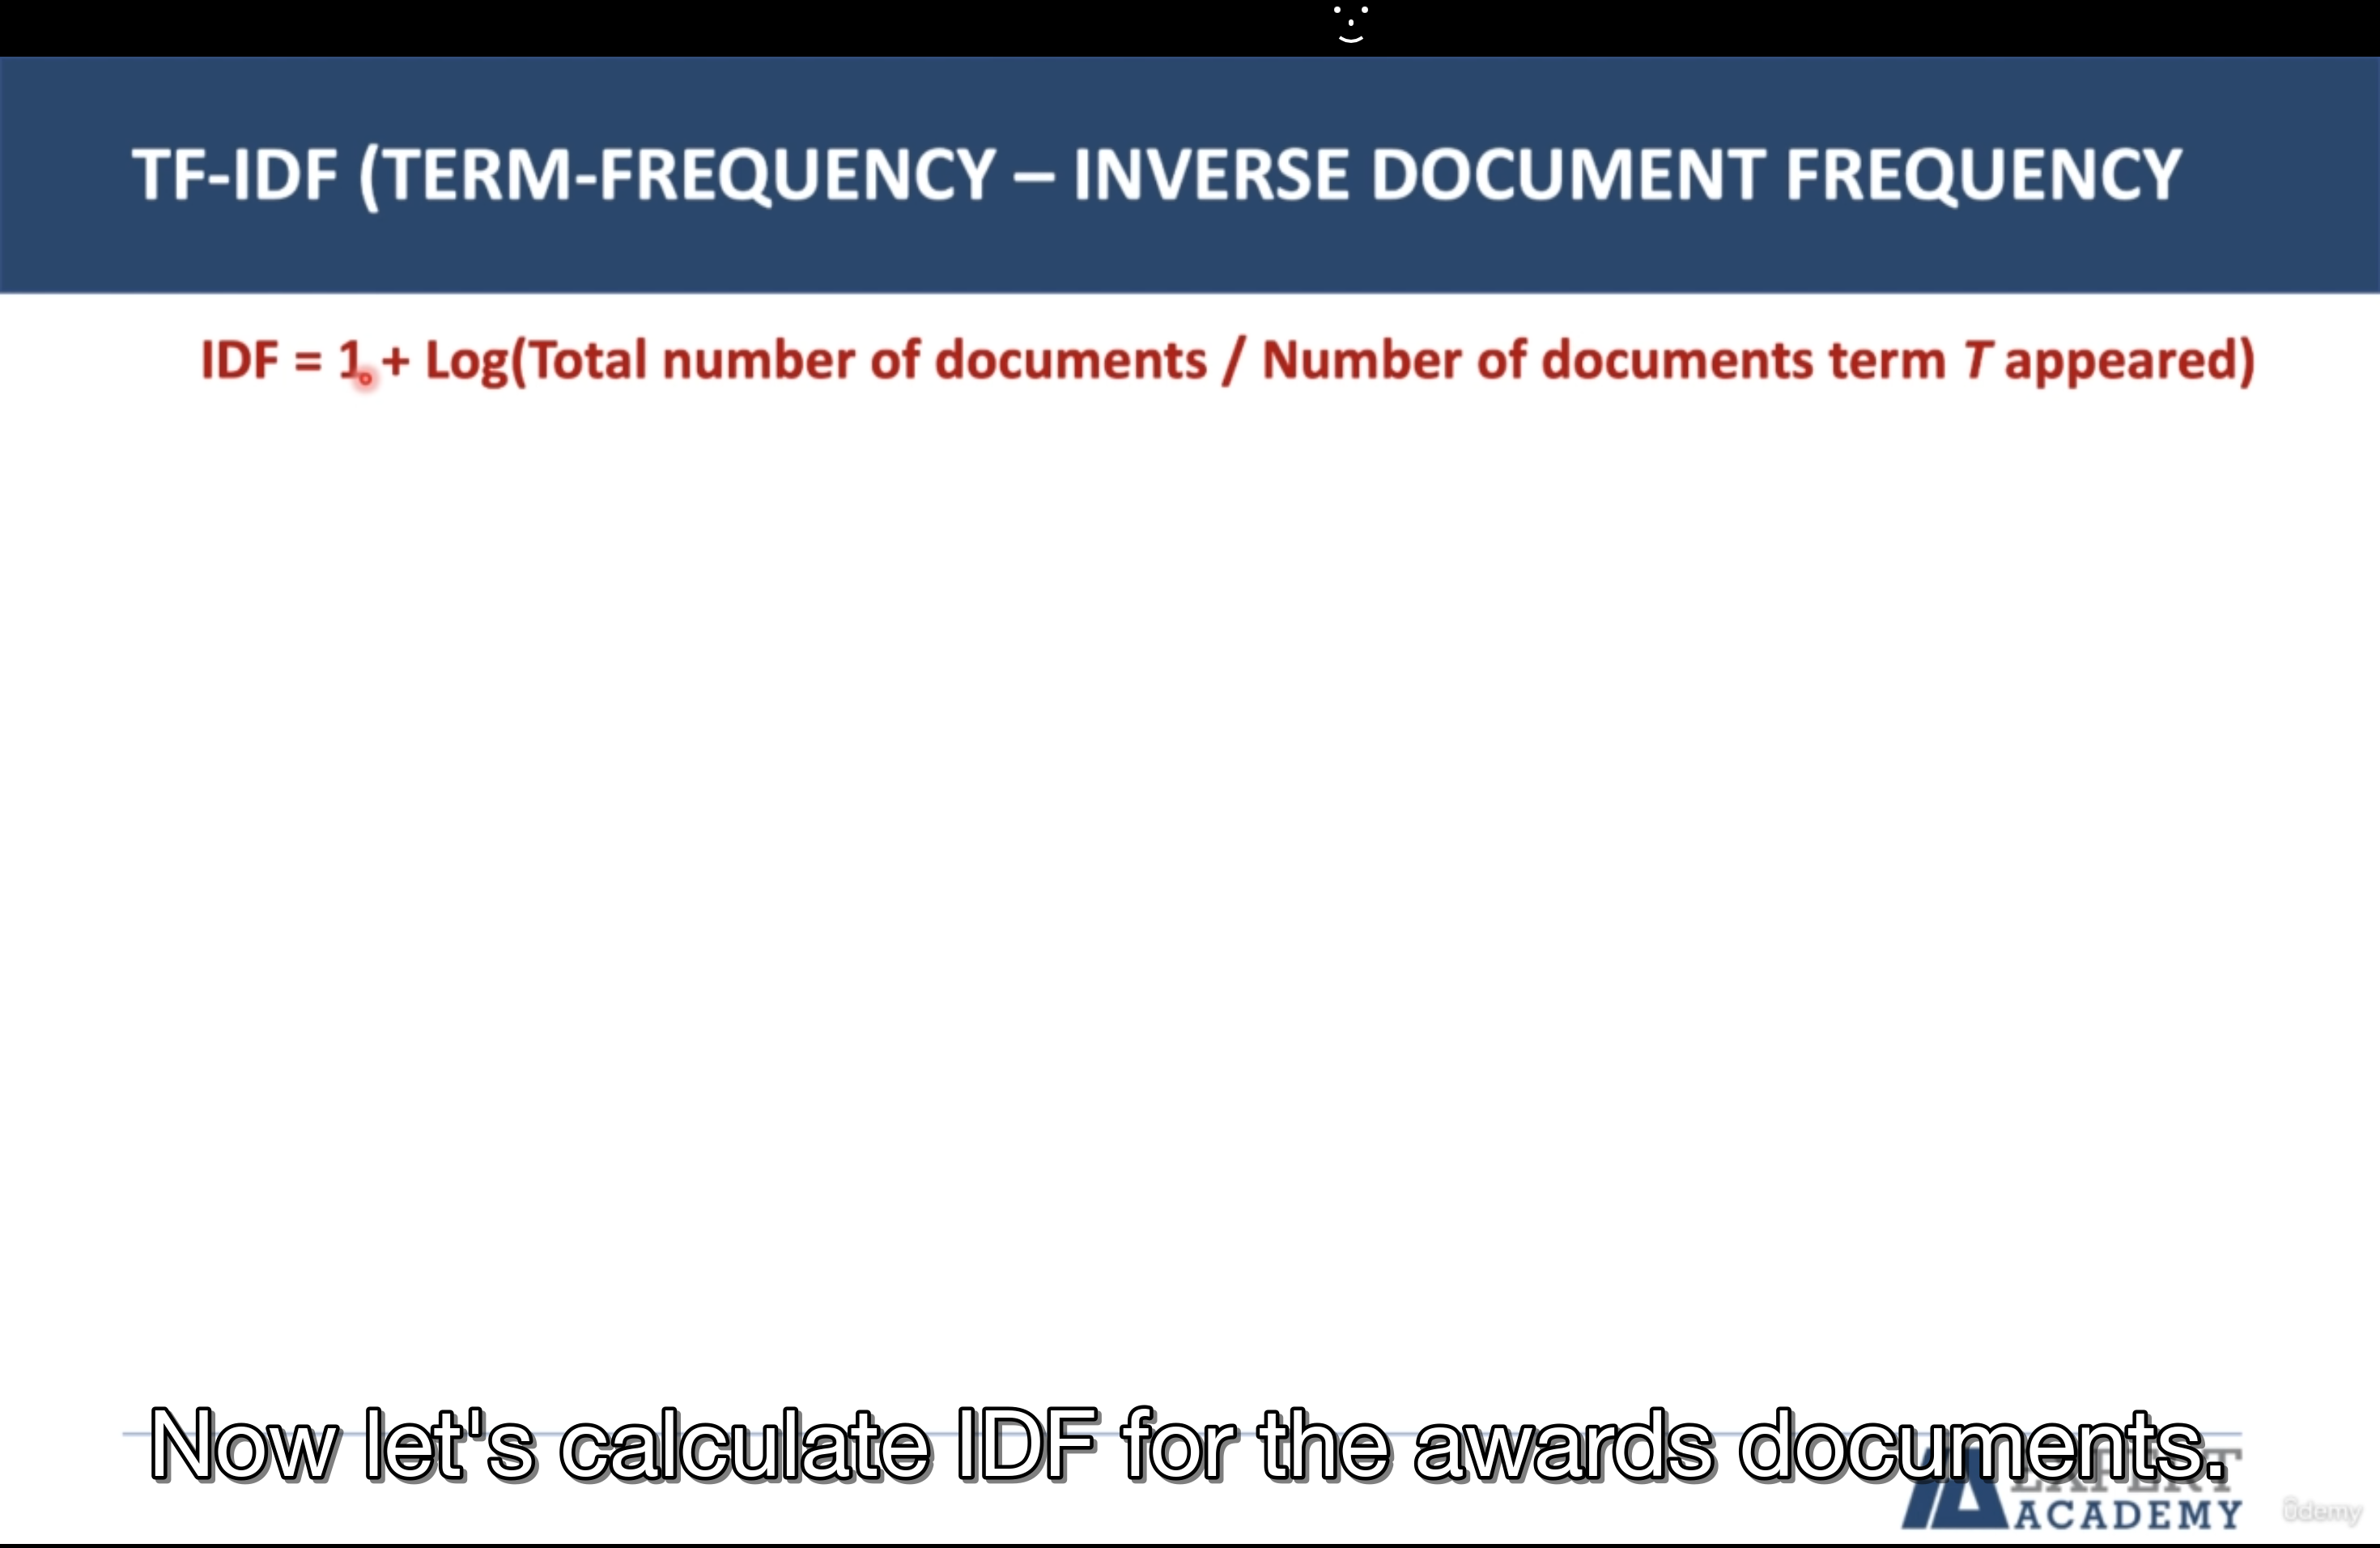 TF-IDF (TERM-FREQUENCY – INVERSE DOCUMENT FREQUENCY
IDF = 1 + Log(Total number of documents / Number of documents term T appeared)
Now let's calculate IDF for the awards documents.
ACADEMY
ûdemy